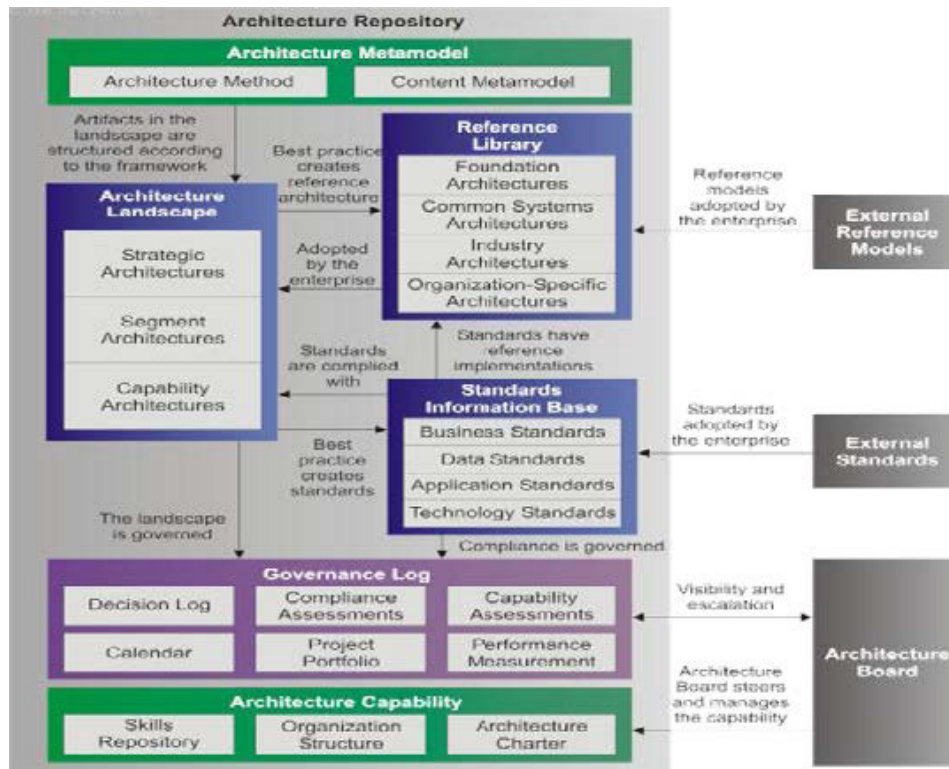 Architecture Repository
Architecture Metamodel
Architecture Method
Content Metamodel
Artifacts in the
landscape are
structured according
to the framework
Best practice
creates
reference
architecture
Reference
Library
Foundation
Architectures
Common Systems
Architectures
Industry
Architectures
Organization-Specific
Architectures
Reference
models
adopted by
the enterprise
External
Reference
Models
Architecture
Landscape
Strategic
Architectures
Segment
Architectures
Capability
Architectures
Adopted
by the
enterprise
Standards
are complied
with
Standards have
reference
implementations
Standards
Information Base
Business Standards
Data Standards
Application Standards
Technology Standards
Standards
adopted by
the enterprise
External
Standards
Best
practice
creates
standards
The landscape
is governed
Compliance is governed
Governance Log
Decision Log
Compliance
Assessments
Capability
Assessments
Calendar
Project
Portfolio
Performance
Measurement
Visibility and
escalation
Architecture
Board
Architecture
Board steers
and manages
the capability
Architecture Capability
Skills
Repository
Organization
Structure
Architecture
Charter